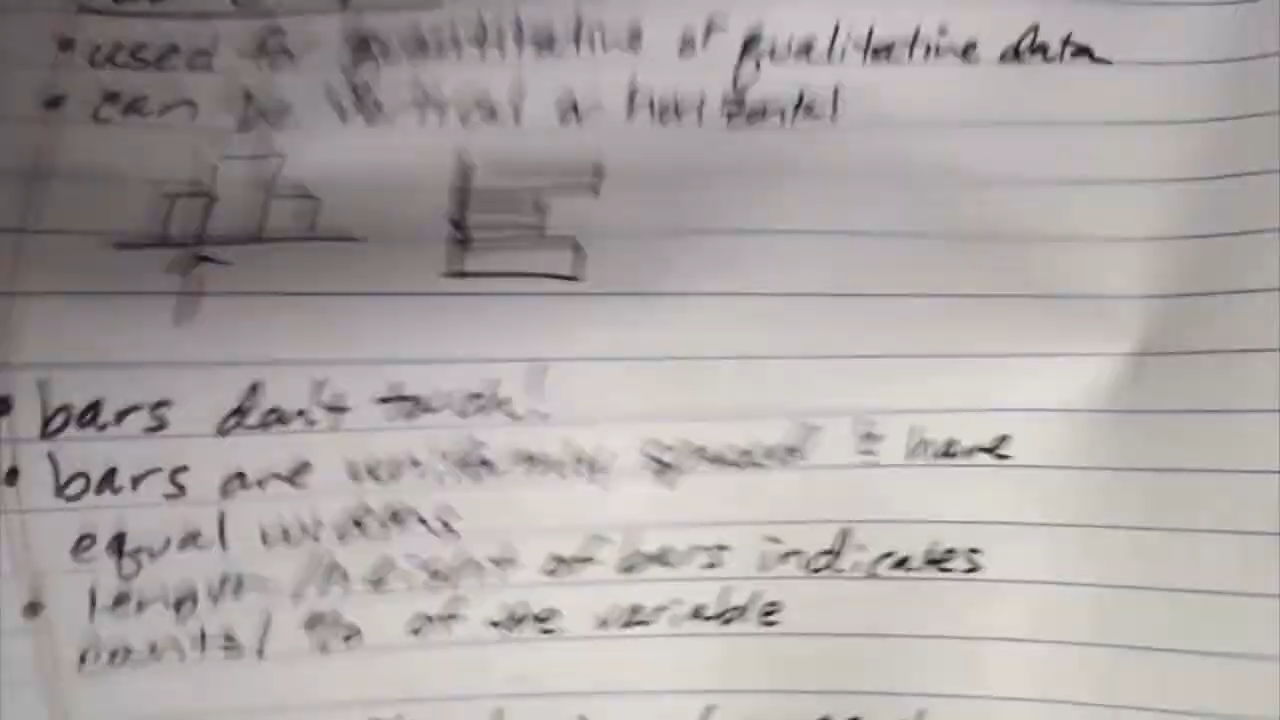 • used for quantitative or qualitative data
• can be vertical or horizontal
• bars don't touch!
• bars are uniformly spaced & have
equal widths
• length/height of bars indicates
of the variable